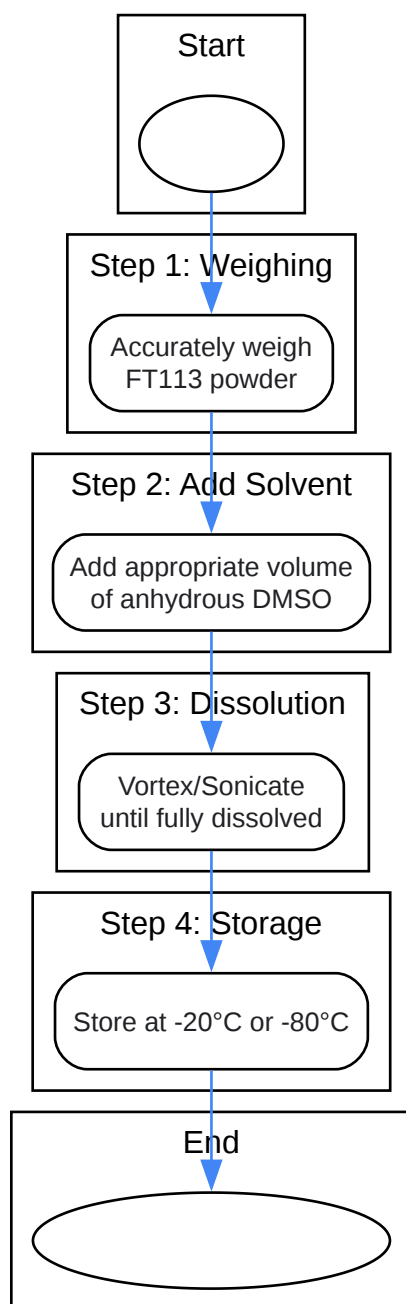 Start
Step 1: Weighing
Accurately weigh
FT113 powder
Step 2: Add Solvent
Add appropriate volume
of anhydrous DMSO
Step 3: Dissolution
Vortex/Sonicate
until fully dissolved
Step 4: Storage
Store at -20°C or -80°C
End